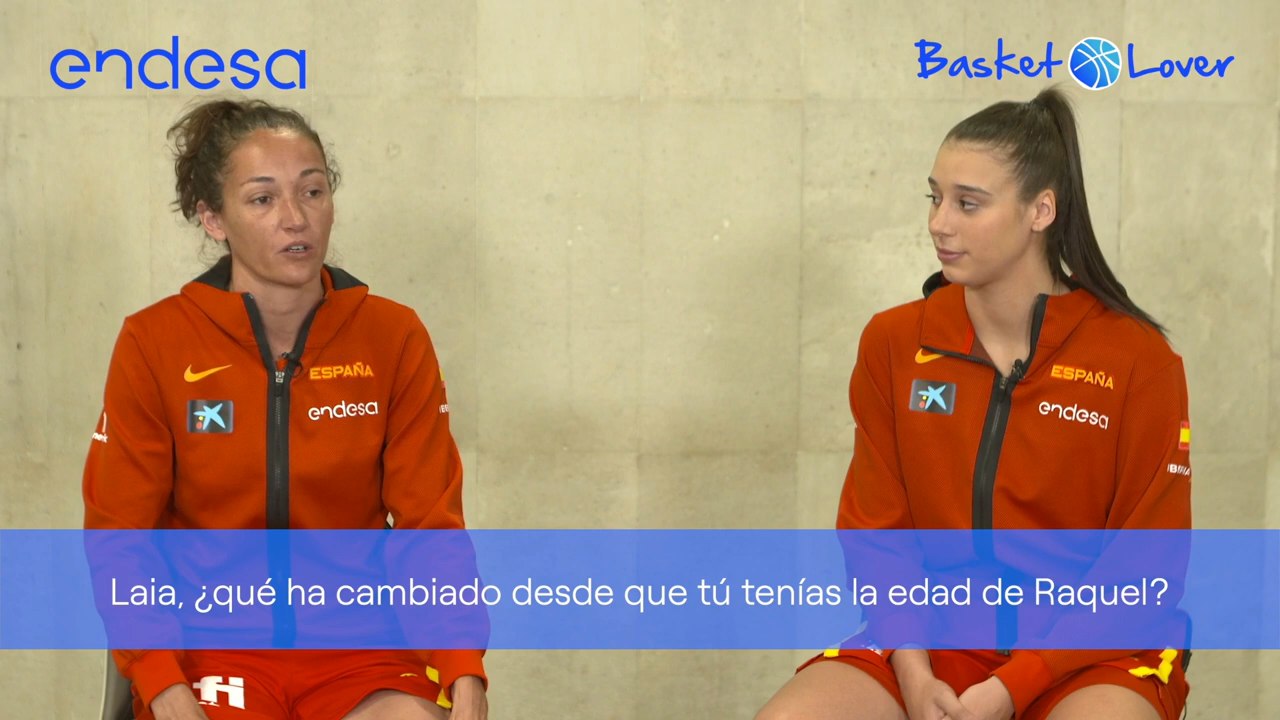 endesa
Basket Lover
ESPAÑA
endesa
ESPAÑA
endesa
Laia, ¿qué ha cambiado desde que tú tenías la edad de Raquel?